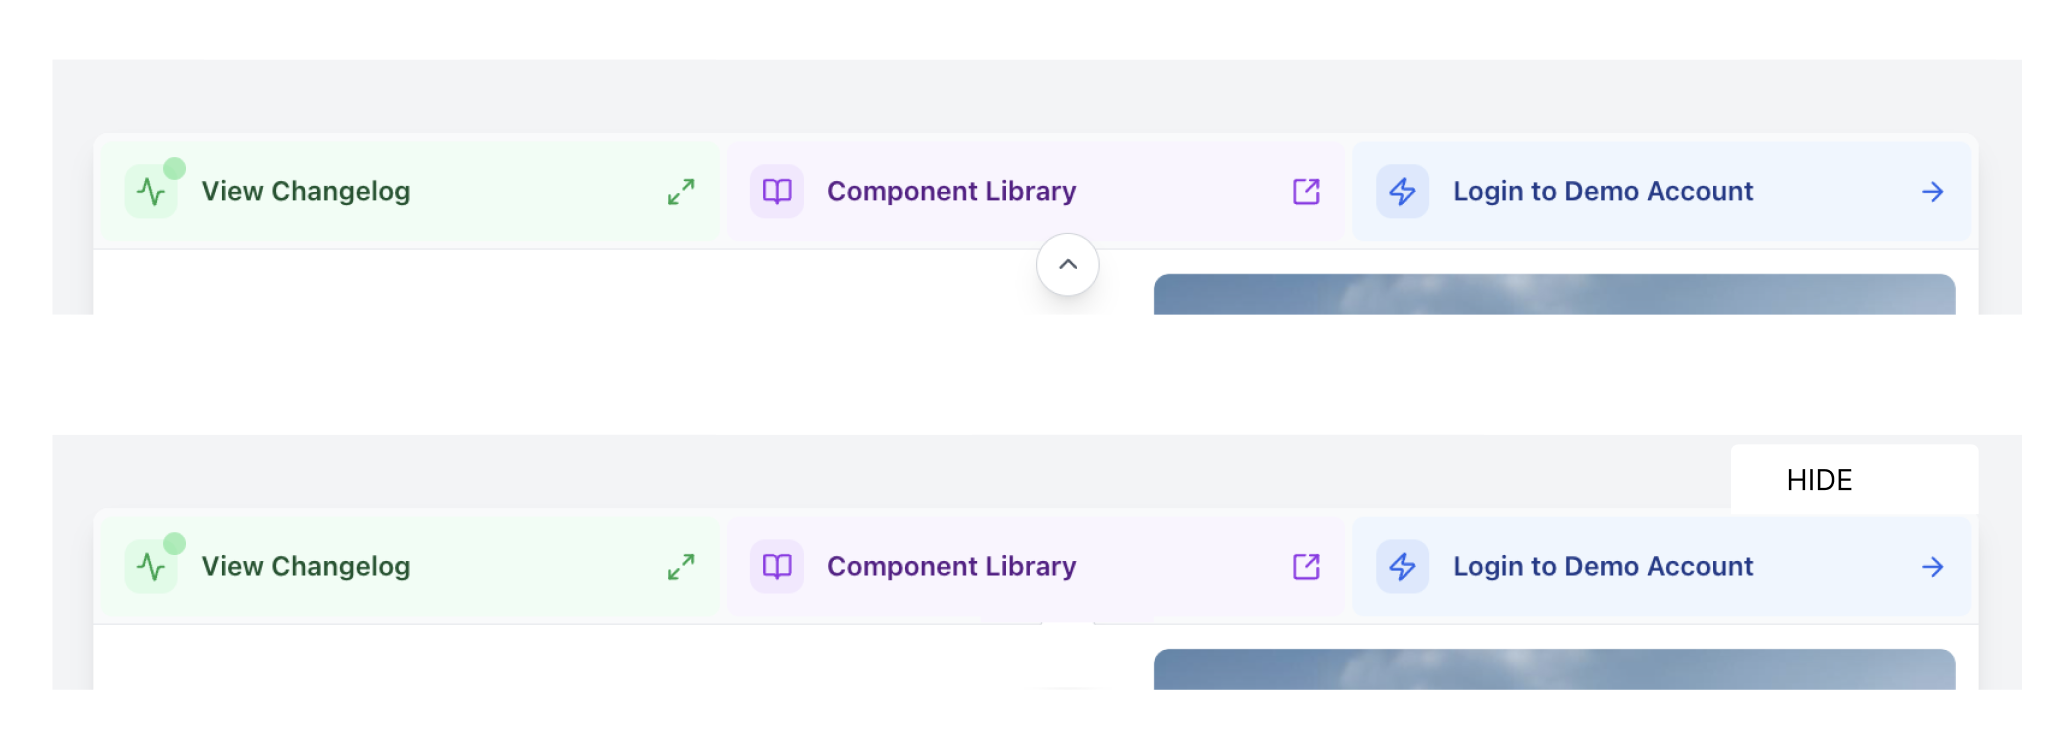 View Changelog
Component Library
Login to Demo Account
HIDE
View Changelog
Component Library
Login to Demo Account